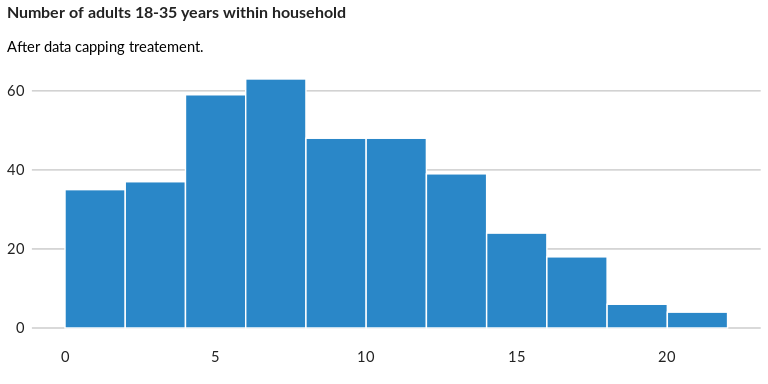 Number of adults 18-35 years within household
After data capping treatement.
60
40
20
0
0 5 10 15 20